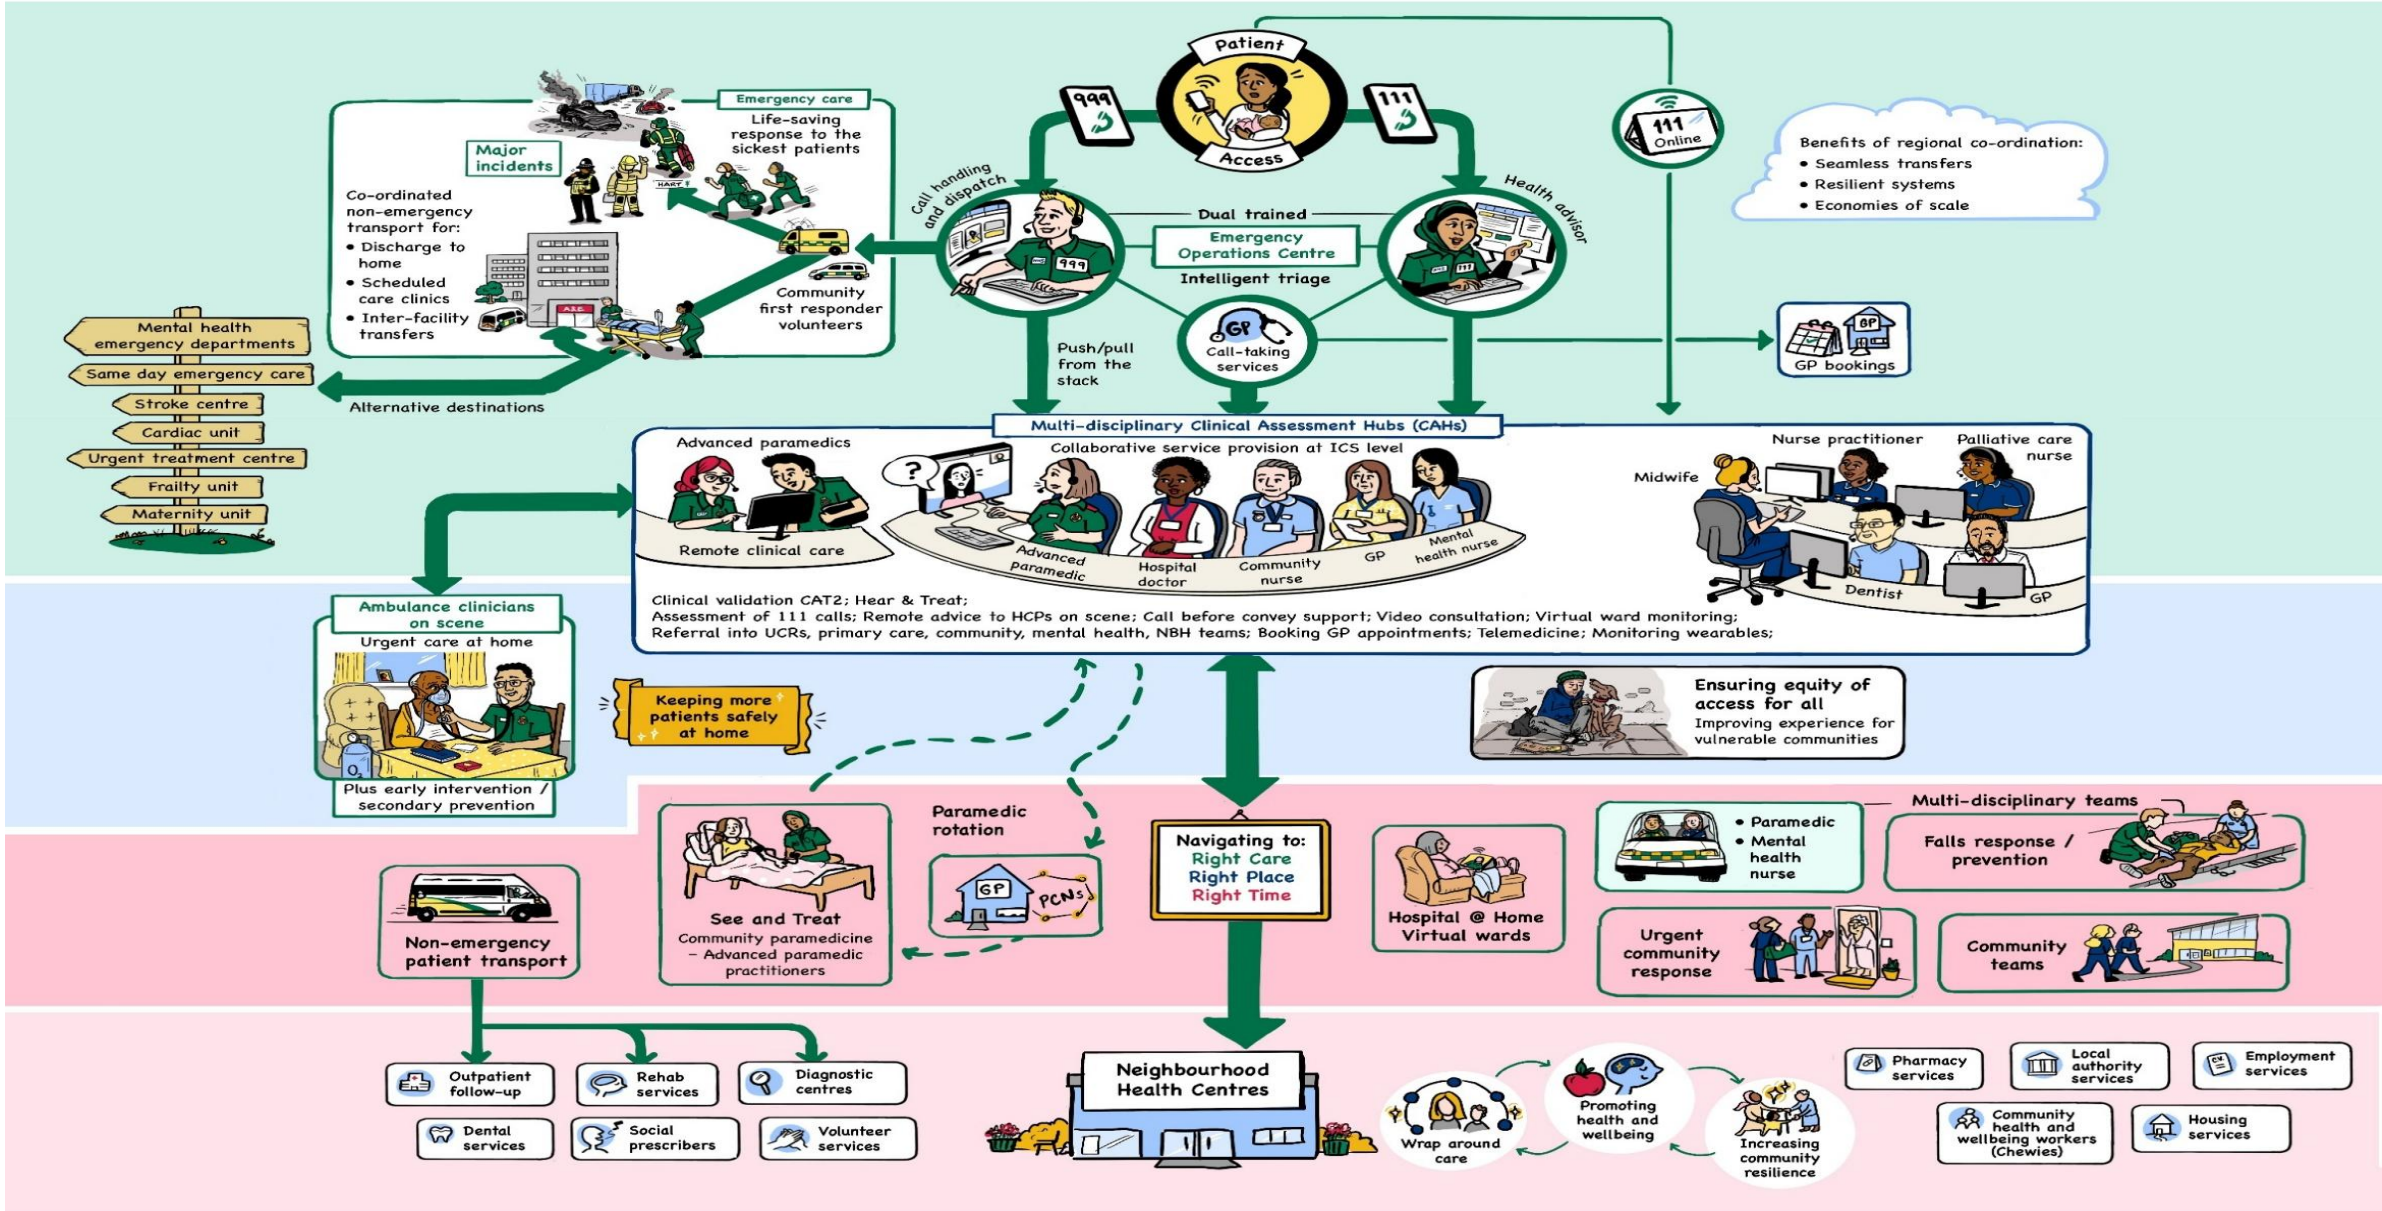 Patient
Access
999
111
111
Online
Benefits of regional co-ordination:
• Seamless transfers
• Resilient systems
• Economies of scale
Emergency care
Life-saving
response to the
sickest patients
Major
incidents
HART
Co-ordinated
non-emergency
transport for:
• Discharge to
home
• Scheduled
care clinics
• Inter-facility
transfers
A&E
Community
first responder
volunteers
Call handling
and dispatch
999
Dual trained
Emergency
Operations Centre
Intelligent triage
Health advisor
111
GP
Call-taking
services
Push/pull
from the
stack
GP
GP bookings
Mental health
emergency departments
Same day emergency care
Stroke centre
Cardiac unit
Urgent treatment centre
Frailty unit
Maternity unit
Alternative destinations
Multi-disciplinary Clinical Assessment Hubs (CAHs)
Collaborative service provision at ICS level
Advanced paramedics
Remote clinical care
?
Advanced
paramedic
Hospital
doctor
Community
nurse
GP
Mental
health nurse
Midwife
Nurse practitioner
Palliative care
nurse
Dentist
GP
Clinical validation CAT2; Hear & Treat;
Assessment of 111 calls; Remote advice to HCPs on scene; Call before convey support; Video consultation; Virtual ward monitoring;
Referral into UCRs, primary care, community, mental health, NBH teams; Booking GP appointments; Telemedicine; Monitoring wearables;
Ambulance clinicians
on scene
Urgent care at home
O2
Plus early intervention /
secondary prevention
Keeping more
patients safely
at home
Ensuring equity of
access for all
Improving experience for
vulnerable communities
See and Treat
Community paramedicine
– Advanced paramedic
practitioners
Paramedic
rotation
GP
PCNs
Navigating to:
Right Care
Right Place
Right Time
Hospital @ Home
Virtual wards
Multi-disciplinary teams
• Paramedic
• Mental
health
nurse
Falls response /
prevention
Urgent
community
response
Community
teams
Non-emergency
patient transport
Outpatient
follow-up
Rehab
services
Diagnostic
centres
Dental
services
Social
prescribers
Volunteer
services
Neighbourhood
Health Centres
Wrap around
care
Promoting
health and
wellbeing
Increasing
community
resilience
Pharmacy
services
Local
authority
services
CV
Employment
services
Community
health and
wellbeing workers
(Chewies)
Housing
services